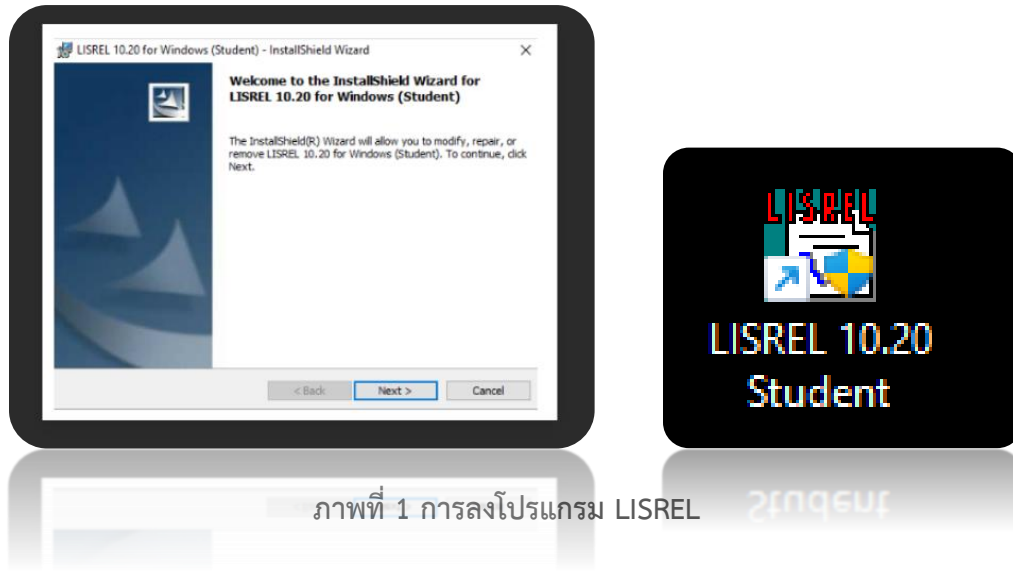 LISREL 10.20 for Windows (Student) - InstallShield Wizard
Welcome to the InstallShield Wizard for
LISREL 10.20 for Windows (Student)
The InstallShield(R) Wizard will allow you to modify, repair, or
remove LISREL 10.20 for Windows (Student). To continue, click
Next.
< Back
Next >
Cancel
LISREL
LISREL 10.20
Student
ภาพที่ 1 การลงโปรแกรม LISREL